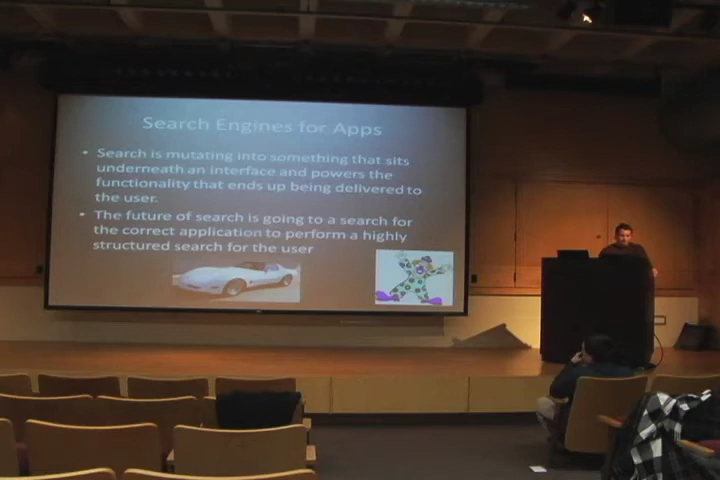 Search Engines for Apps
• Search is mutating into something that sits
underneath an interface and powers the
functionality that ends up being delivered to
the user.
• The future of search is going to a search for
the correct application to perform a highly
structured search for the user